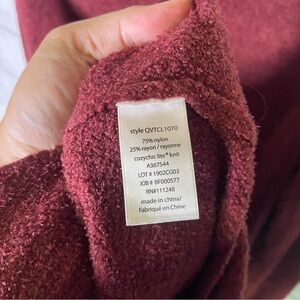 style QVTCL1070
75% nylon
25% rayon / rayonne
cozychic lite® knit
A367544
LOT # 1902CG03
JOB # BF000577
RN#111248
made in china/
Fabriqué en Chine